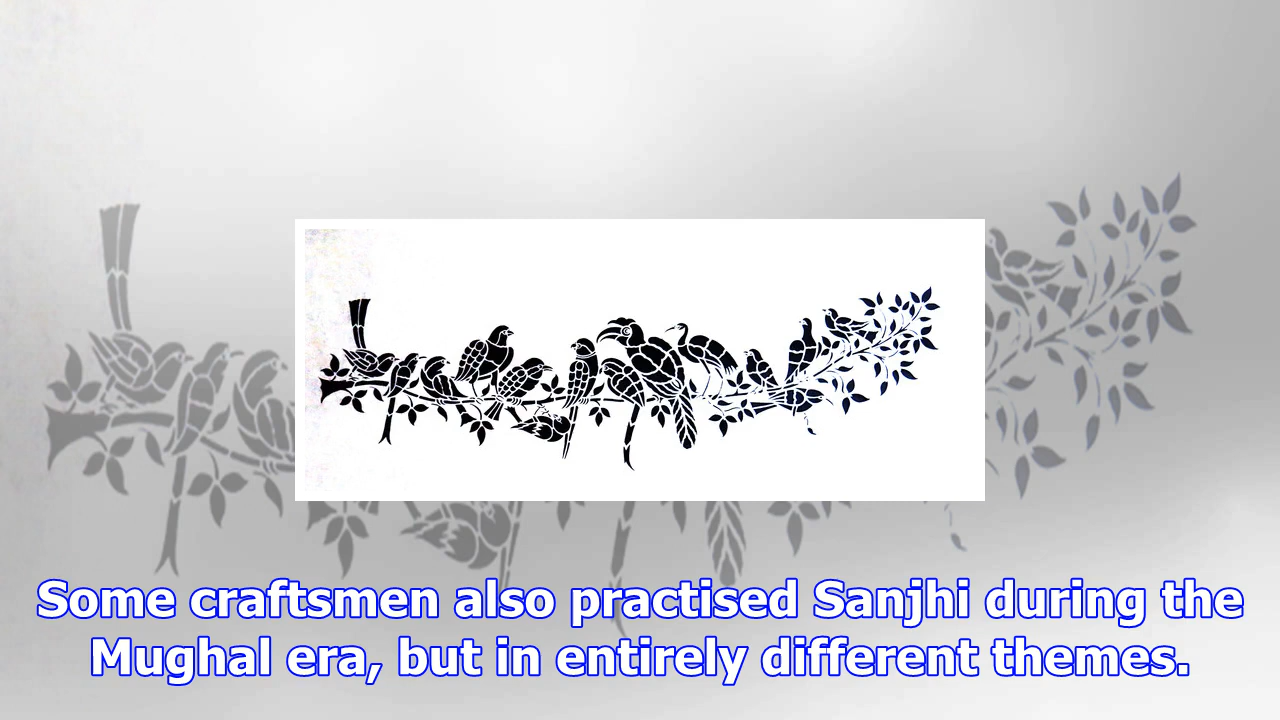 Some craftsmen also practised Sanjhi during the
Mughal era, but in entirely different themes.